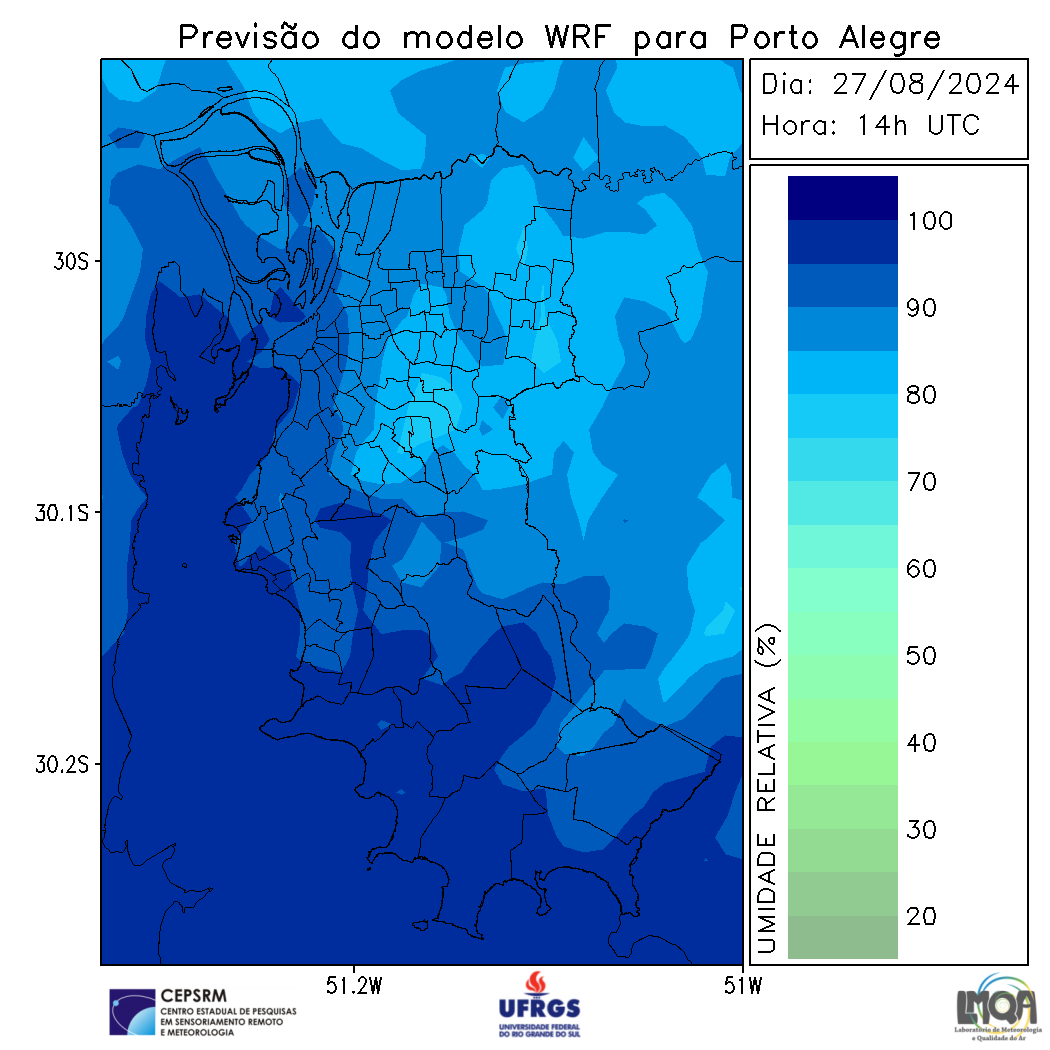 Previsão do modelo WRF para Porto Alegre
Dia: 27/08/2024
Hora: 14h UTC
30S
30.1S
30.2S
51.2W
51W
UMIDADE RELATIVA (%)
100
90
80
70
60
50
40
30
20
CEPSRM
CENTRO ESTADUAL DE PESQUISAS
EM SENSORIAMENTO REMOTO
E METEOROLOGIA
UFRGS
UNIVERSIDADE FEDERAL
DO RIO GRANDE DO SUL
LMQA
Laboratório de Meteorologia
e Qualidade do Ar